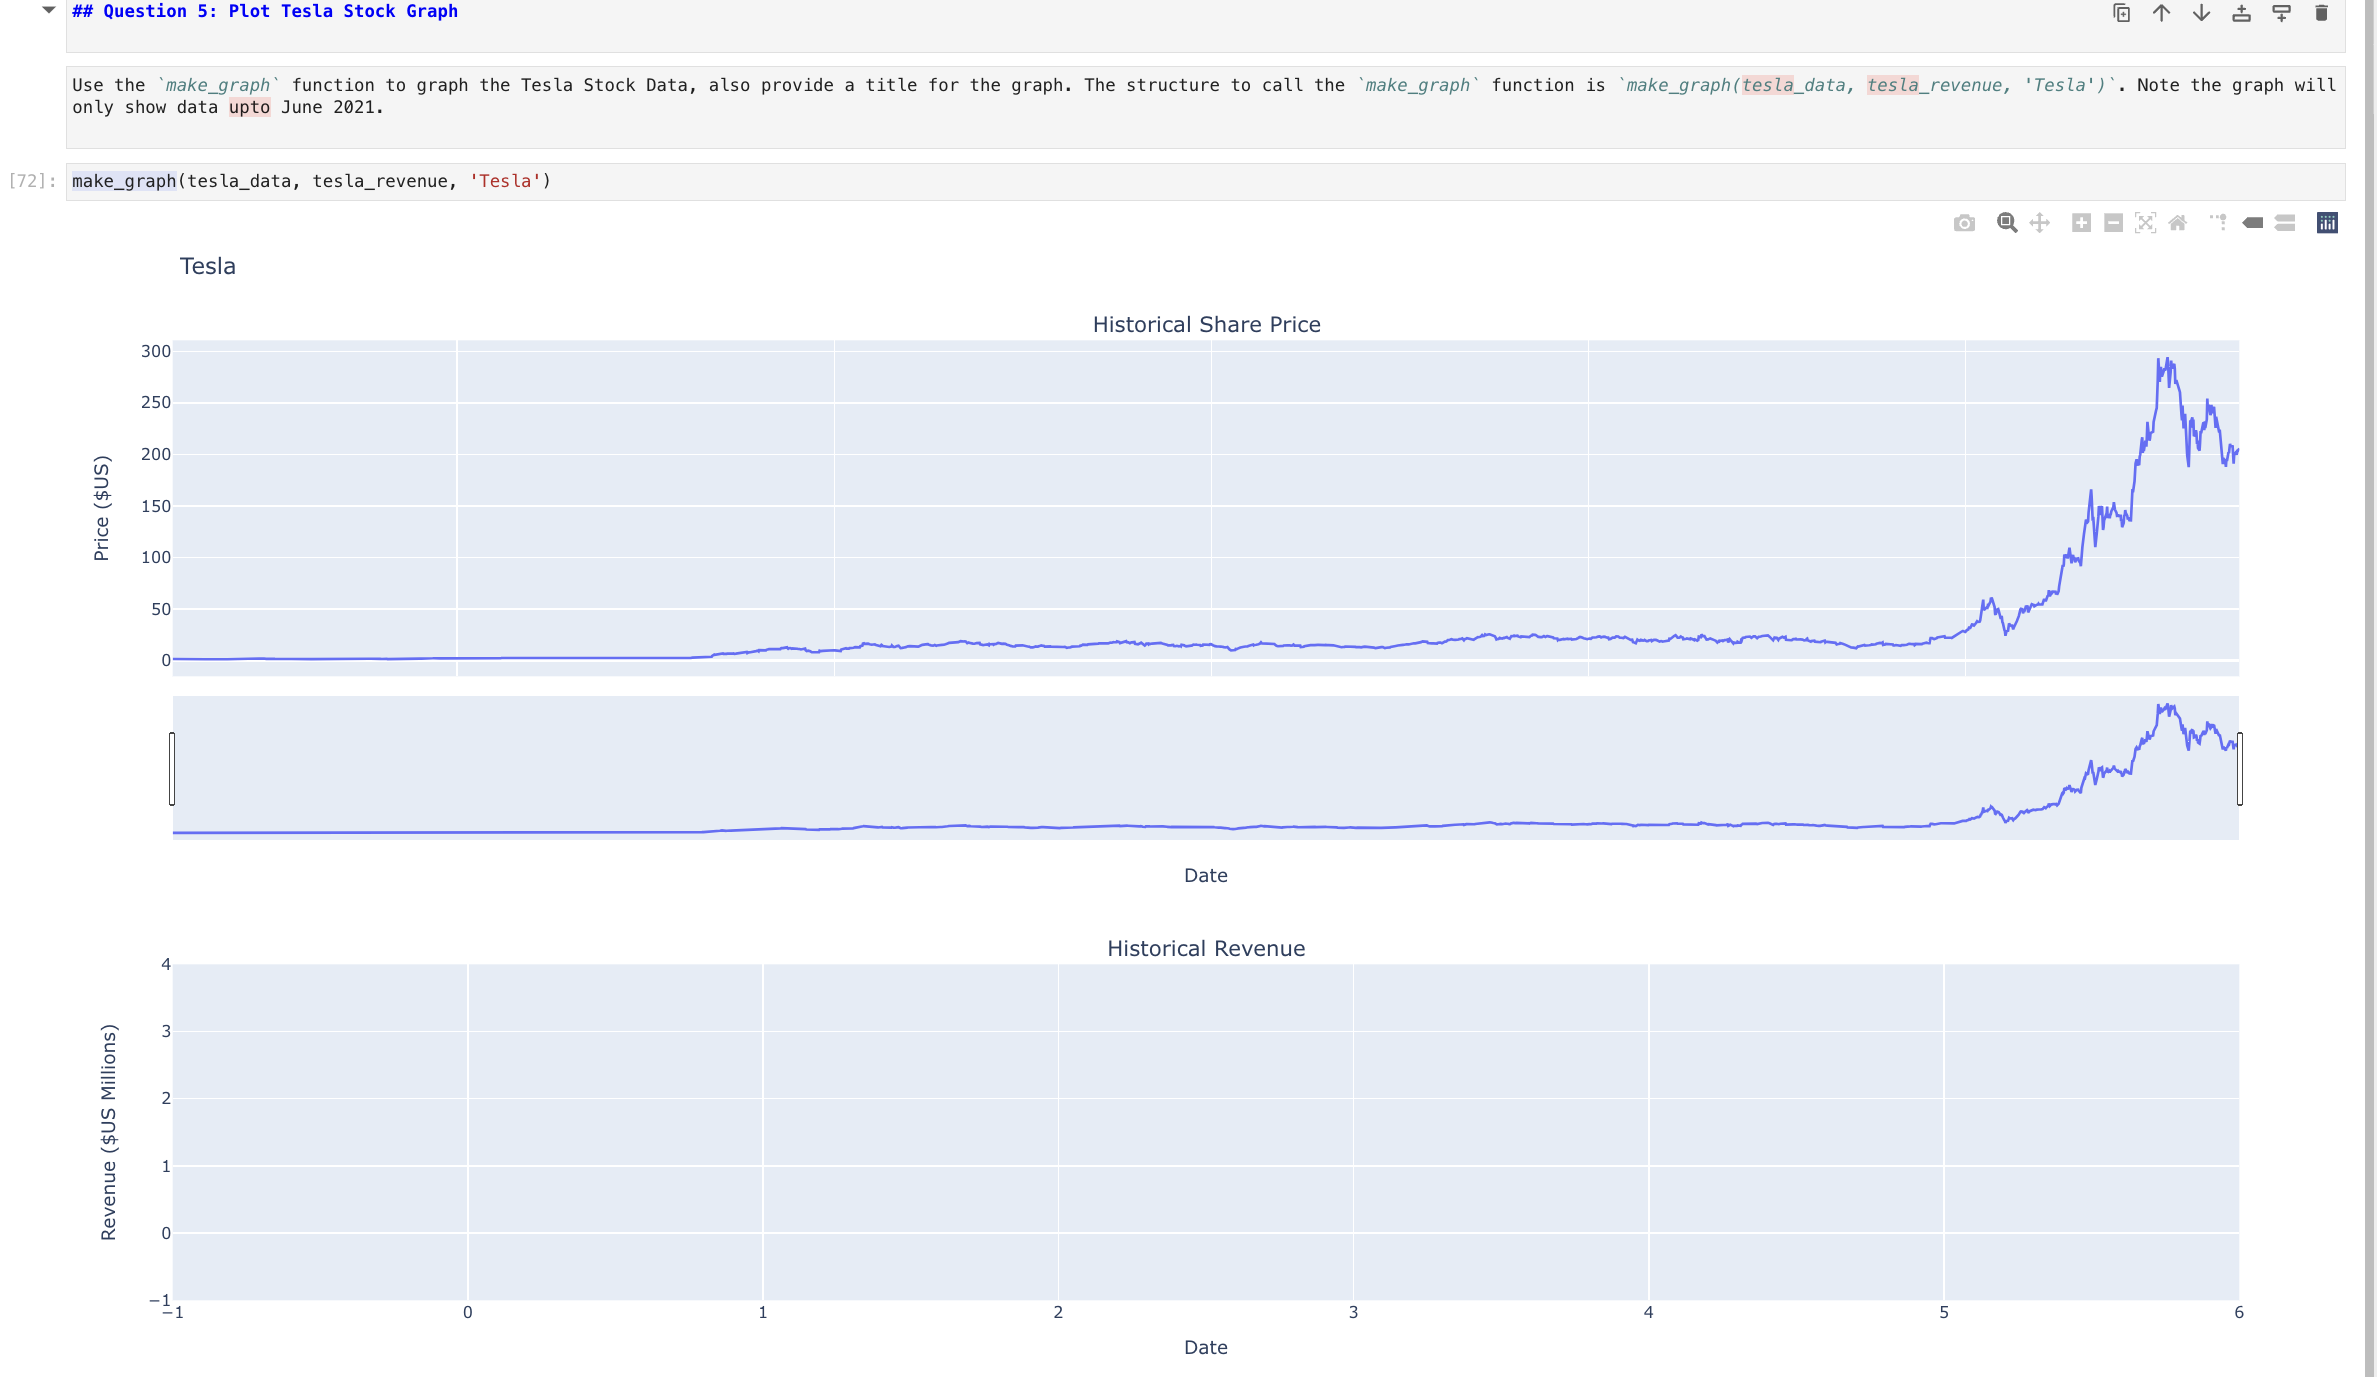 ## Question 5: Plot Tesla Stock Graph
Use the `make_graph` function to graph the Tesla Stock Data, also provide a title for the graph. The structure to call the `make_graph` function is `make_graph(tesla_data, tesla_revenue, 'Tesla')`. Note the graph will
only show data upto June 2021.
[72]: make_graph(tesla_data, tesla_revenue, 'Tesla')
Tesla
Historical Share Price
Price ($US)
300
250
200
150
100
50
0
Date
Historical Revenue
Revenue ($US Millions)
4
3
2
1
0
−1
−1 0 1 2 3 4 5 6
Date